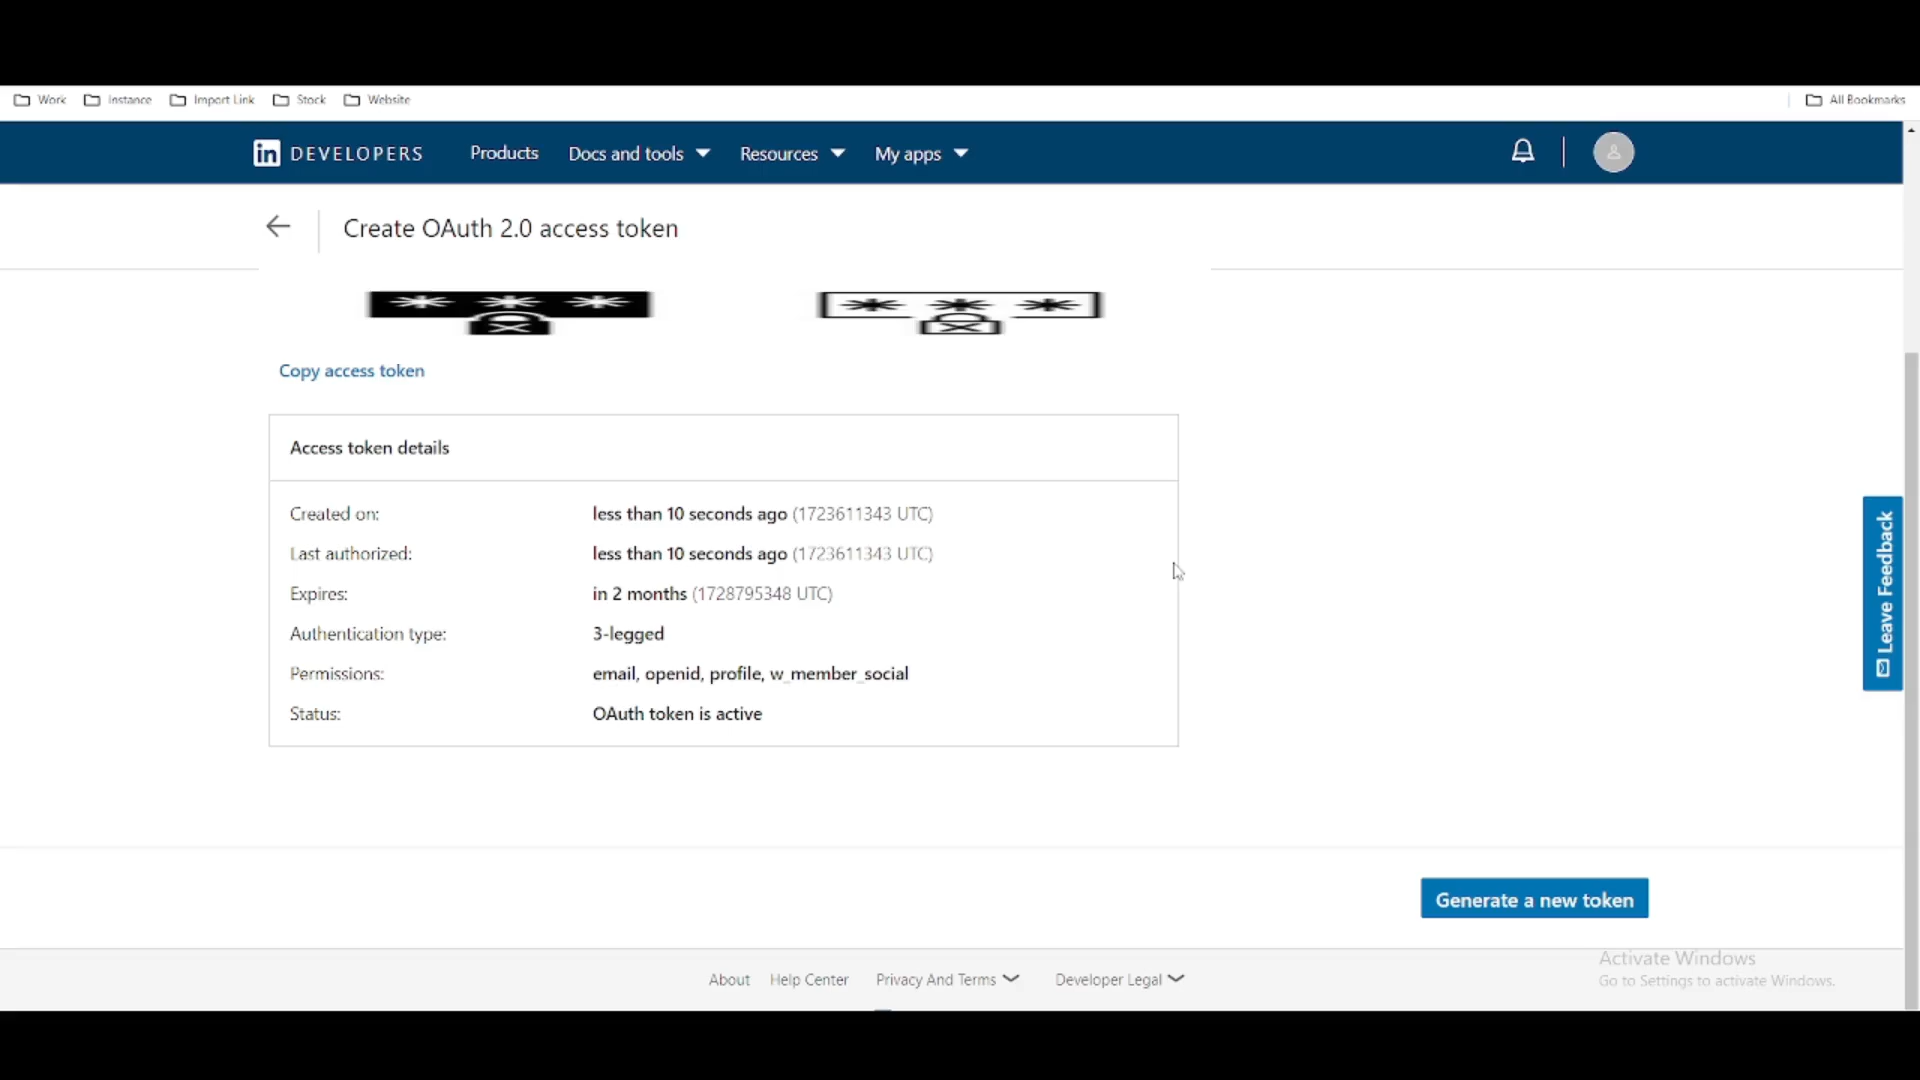 Work Instance Import Link Stock Website All Bookmarks
in DEVELOPERS Products Docs and tools Resources My apps
Create OAuth 2.0 access token
Copy access token
Access token details
Created on: less than 10 seconds ago (1723611343 UTC)
Last authorized: less than 10 seconds ago (1723611343 UTC)
Expires: in 2 months (1728795348 UTC)
Authentication type: 3-legged
Permissions: email, openid, profile, w_member_social
Status: OAuth token is active
Leave Feedback
Generate a new token
Activate Windows
Go to Settings to activate Windows.
About Help Center Privacy And Terms Developer Legal